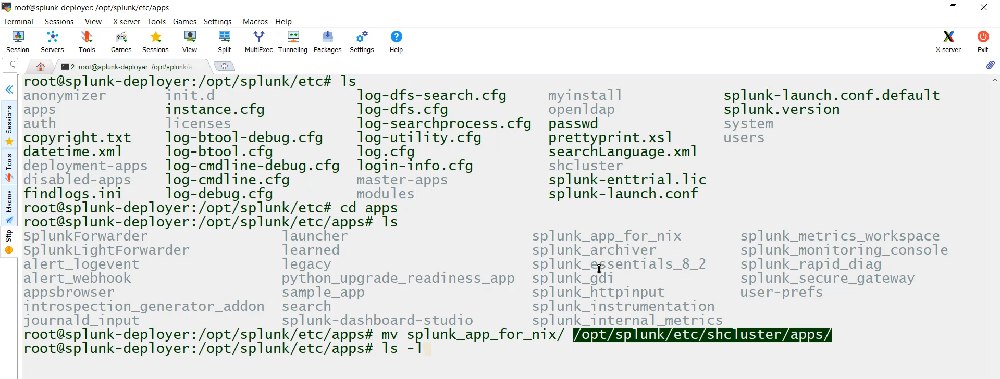 root@splunk-deployer: /opt/splunk/etc/apps
Terminal Sessions View X server Tools Games Settings Macros Help
Session Servers Tools Games Sessions View Split MultiExec Tunneling Packages Settings Help X server Exit
2. root@splunk-deployer: /opt/splunk/et
Sessions
Tools
Macros
Sftp
root@splunk-deployer:/opt/splunk/etc# ls
anonymizer init.d log-dfs-search.cfg myinstall splunk-launch.conf.default
apps instance.cfg log-dfs.cfg openldap splunk.version
auth licenses log-searchprocess.cfg passwd system
copyright.txt log-btool-debug.cfg log-utility.cfg prettyprint.xsl users
datetime.xml log-btool.cfg log.cfg searchLanguage.xml
deployment-apps log-cmdline-debug.cfg login-info.cfg shcluster
disabled-apps log-cmdline.cfg master-apps splunk-enttrial.lic
findlogs.ini log-debug.cfg modules splunk-launch.conf
root@splunk-deployer:/opt/splunk/etc# cd apps
root@splunk-deployer:/opt/splunk/etc/apps# ls
SplunkForwarder launcher splunk_app_for_nix splunk_metrics_workspace
SplunkLightForwarder learned splunk_archiver splunk_monitoring_console
alert_logevent legacy splunk_essentials_8_2 splunk_rapid_diag
alert_webhook python_upgrade_readiness_app splunk_gdi splunk_secure_gateway
appsbrowser sample_app splunk_httpinput user-prefs
introspection_generator_addon search splunk_instrumentation
journald_input splunk-dashboard-studio splunk_internal_metrics
root@splunk-deployer:/opt/splunk/etc/apps# mv splunk_app_for_nix/ /opt/splunk/etc/shcluster/apps/
root@splunk-deployer:/opt/splunk/etc/apps# ls -l